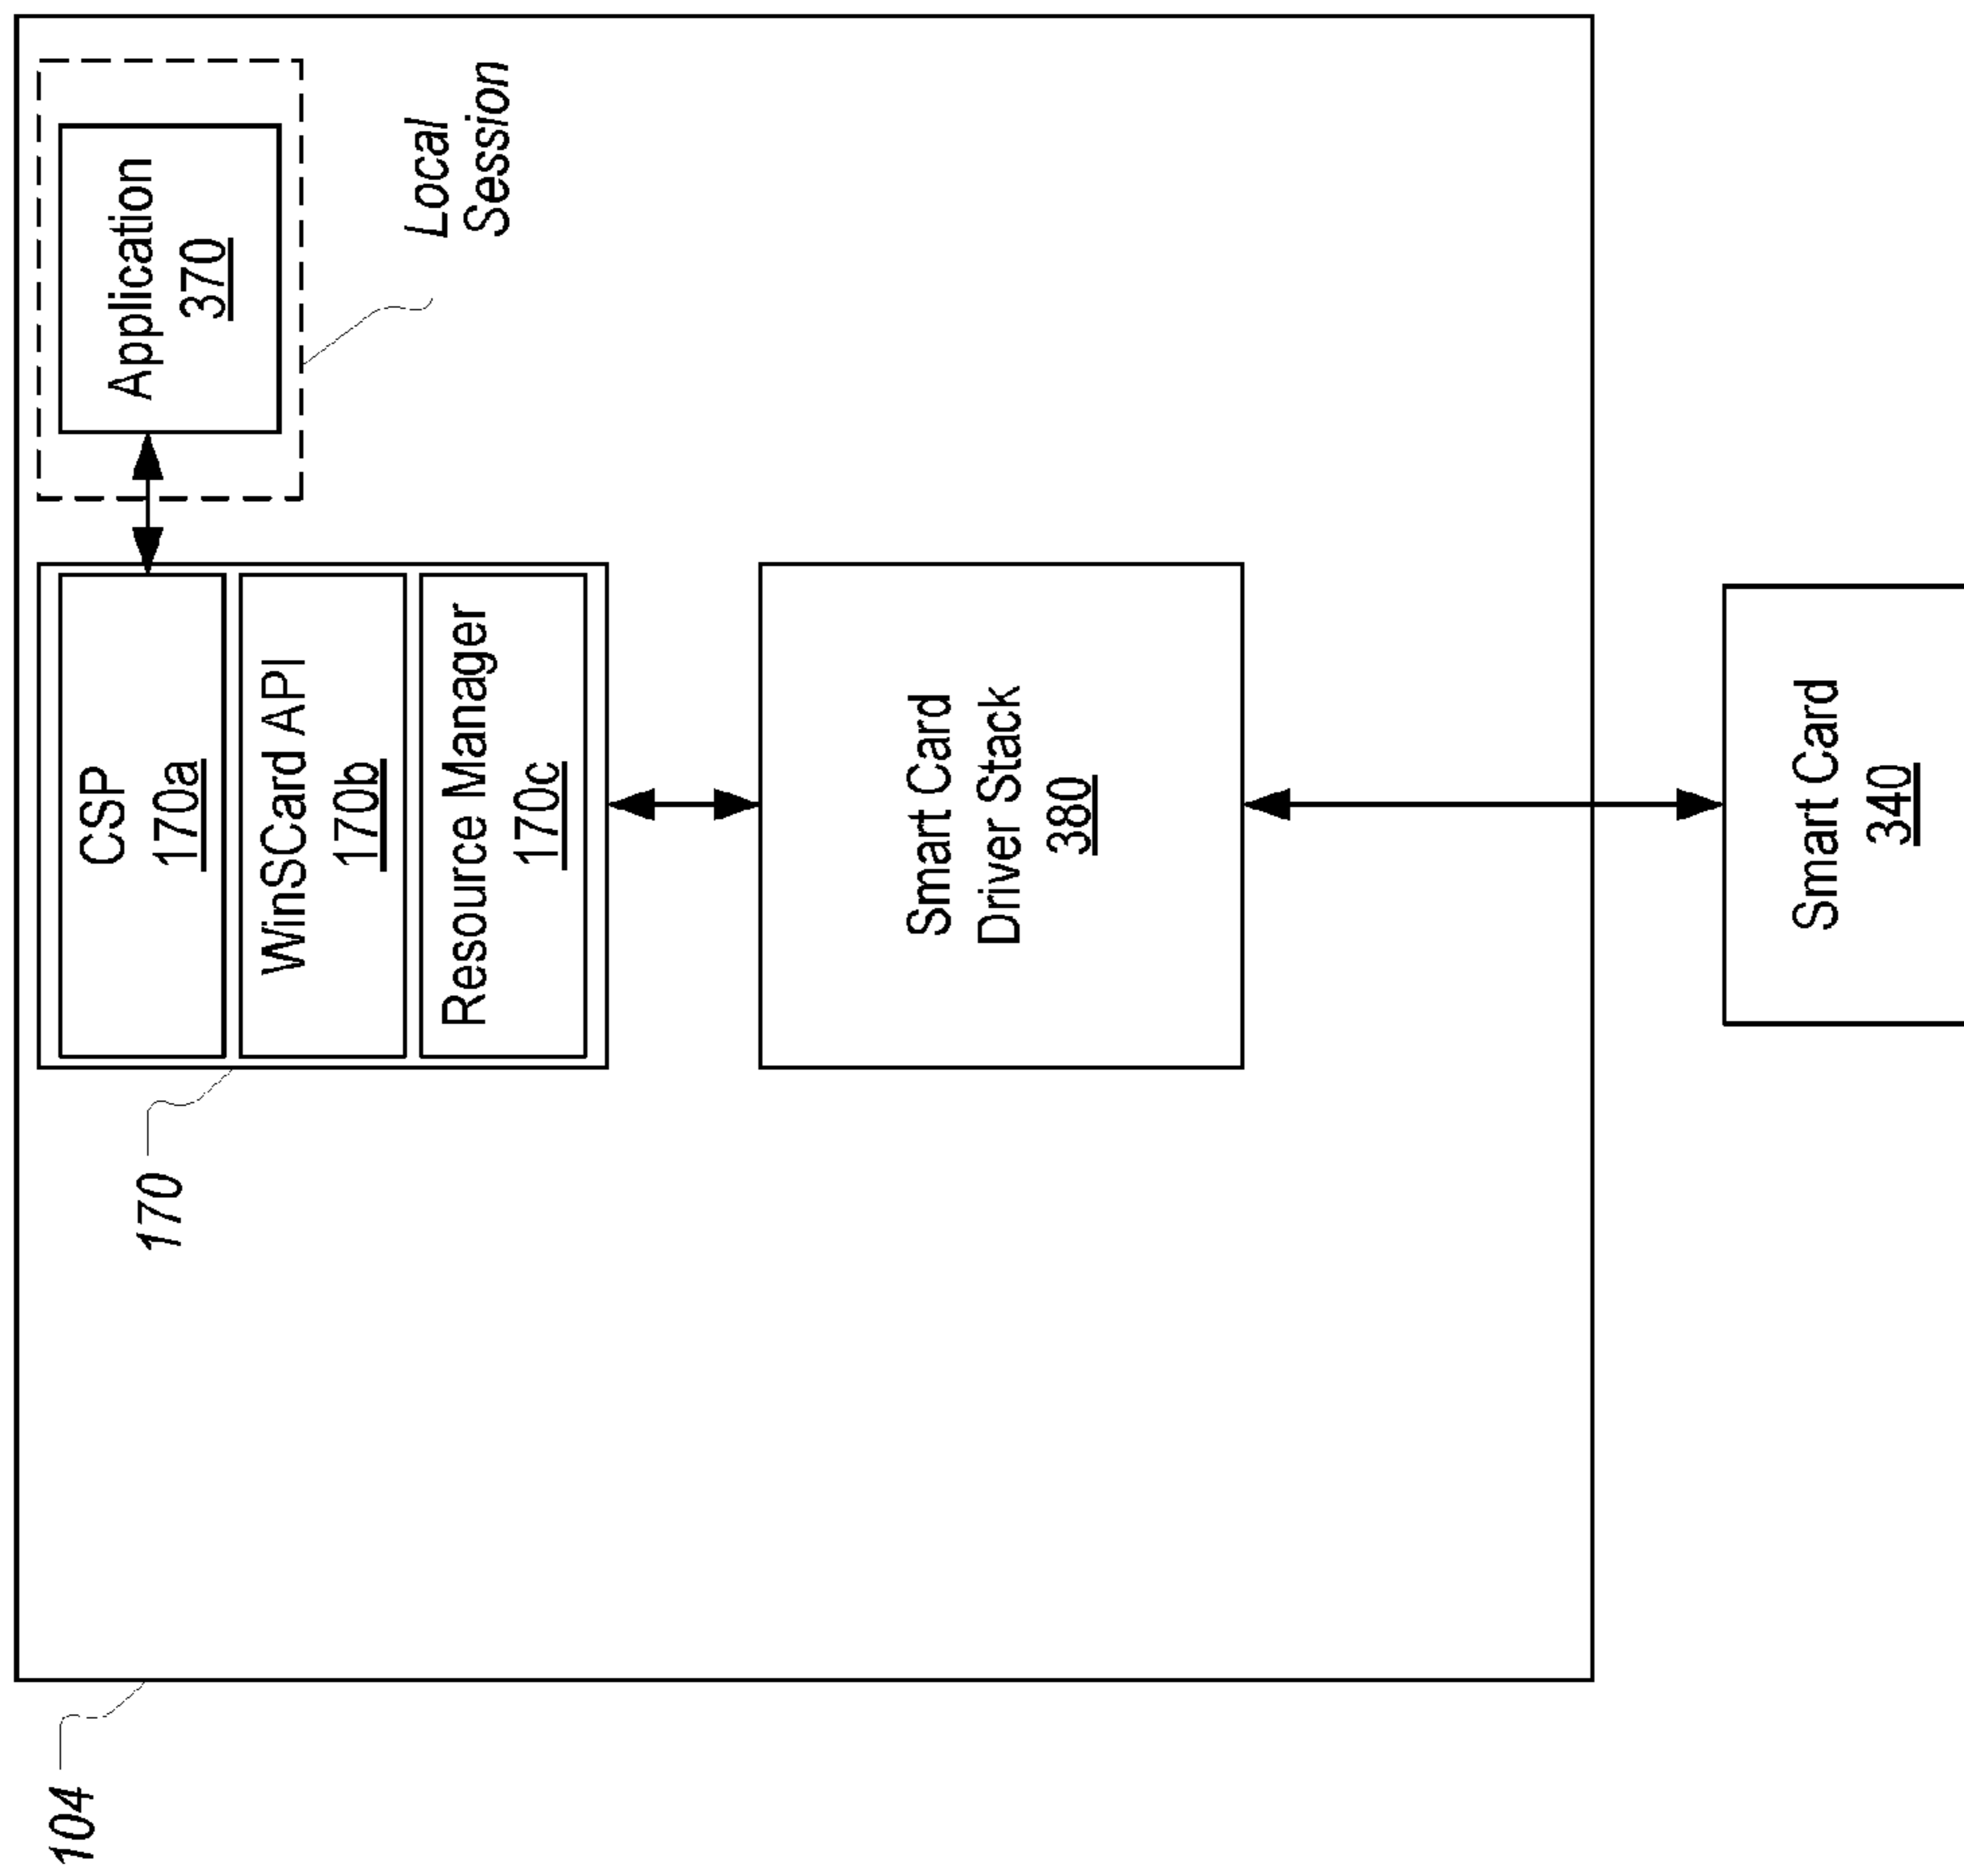 104
170
CSP
170a
WinSCard API
170b
Resource Manager
170c
Application
370
Local
Session
Smart Card
Driver Stack
380
Smart Card
340